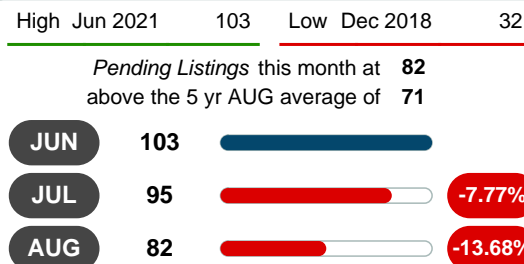 High Jun 2021 103 Low Dec 2018 32
Pending Listings this month at 82
above the 5 yr AUG average of 71
JUN 103
JUL 95 -7.77%
AUG 82 -13.68%